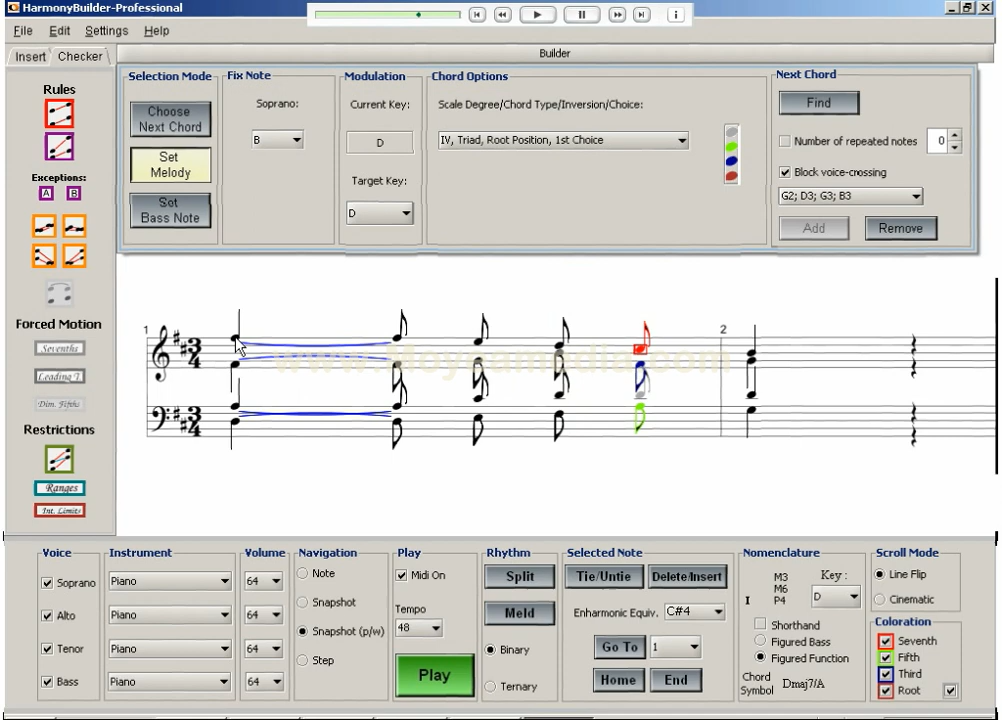 HarmonyBuilder-Professional
File Edit Settings Help
Insert Checker
Builder
Rules
Exceptions:
A B
Forced Motion
Sevenths
Leading T.
Dim. Fifths
Restrictions
Ranges
Int. Limits
Selection Mode
Choose
Next Chord
Set
Melody
Set
Bass Note
Fix Note
Soprano:
B
Modulation
Current Key:
D
Target Key:
D
Chord Options
Scale Degree/Chord Type/Inversion/Choice:
IV, Triad, Root Position, 1st Choice
Next Chord
Find
Number of repeated notes 0
Block voice-crossing
G2; D3; G3; B3
Add Remove
1 2
3
4
3
4
www.Moycamedia.com
Voice
Soprano
Alto
Tenor
Bass
Instrument
Piano
Piano
Piano
Piano
Volume
64
64
64
64
Navigation
Note
Snapshot
Snapshot (p/w)
Step
Play
Midi On
Tempo
48
Play
Rhythm
Split
Meld
Binary
Ternary
Selected Note
Tie/Untie Delete/Insert
Enharmonic Equiv. C#4
Go To 1
Home End
Nomenclature
I
M3
M6
P4
Key:
D
Shorthand
Figured Bass
Figured Function
Chord
Symbol
Dmaj7/A
Scroll Mode
Line Flip
Cinematic
Coloration
Seventh
Fifth
Third
Root